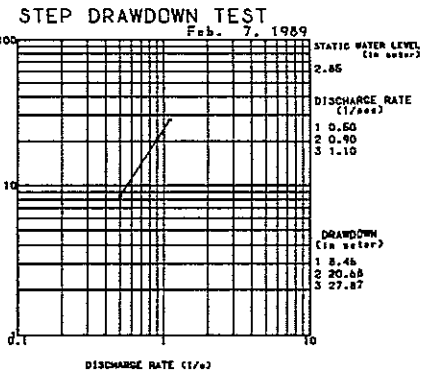 STEP DRAWDOWN TEST
Feb. 7, 1989
100
10
1
0.1
1
10
DISCHARGE RATE (l/s)
STATIC WATER LEVEL
(in meter)
2.85
DISCHARGE RATE
(l/sec)
1 0.50
2 0.90
3 1.10
DRAWDOWN
(in meter)
1 8.46
2 20.68
3 27.87